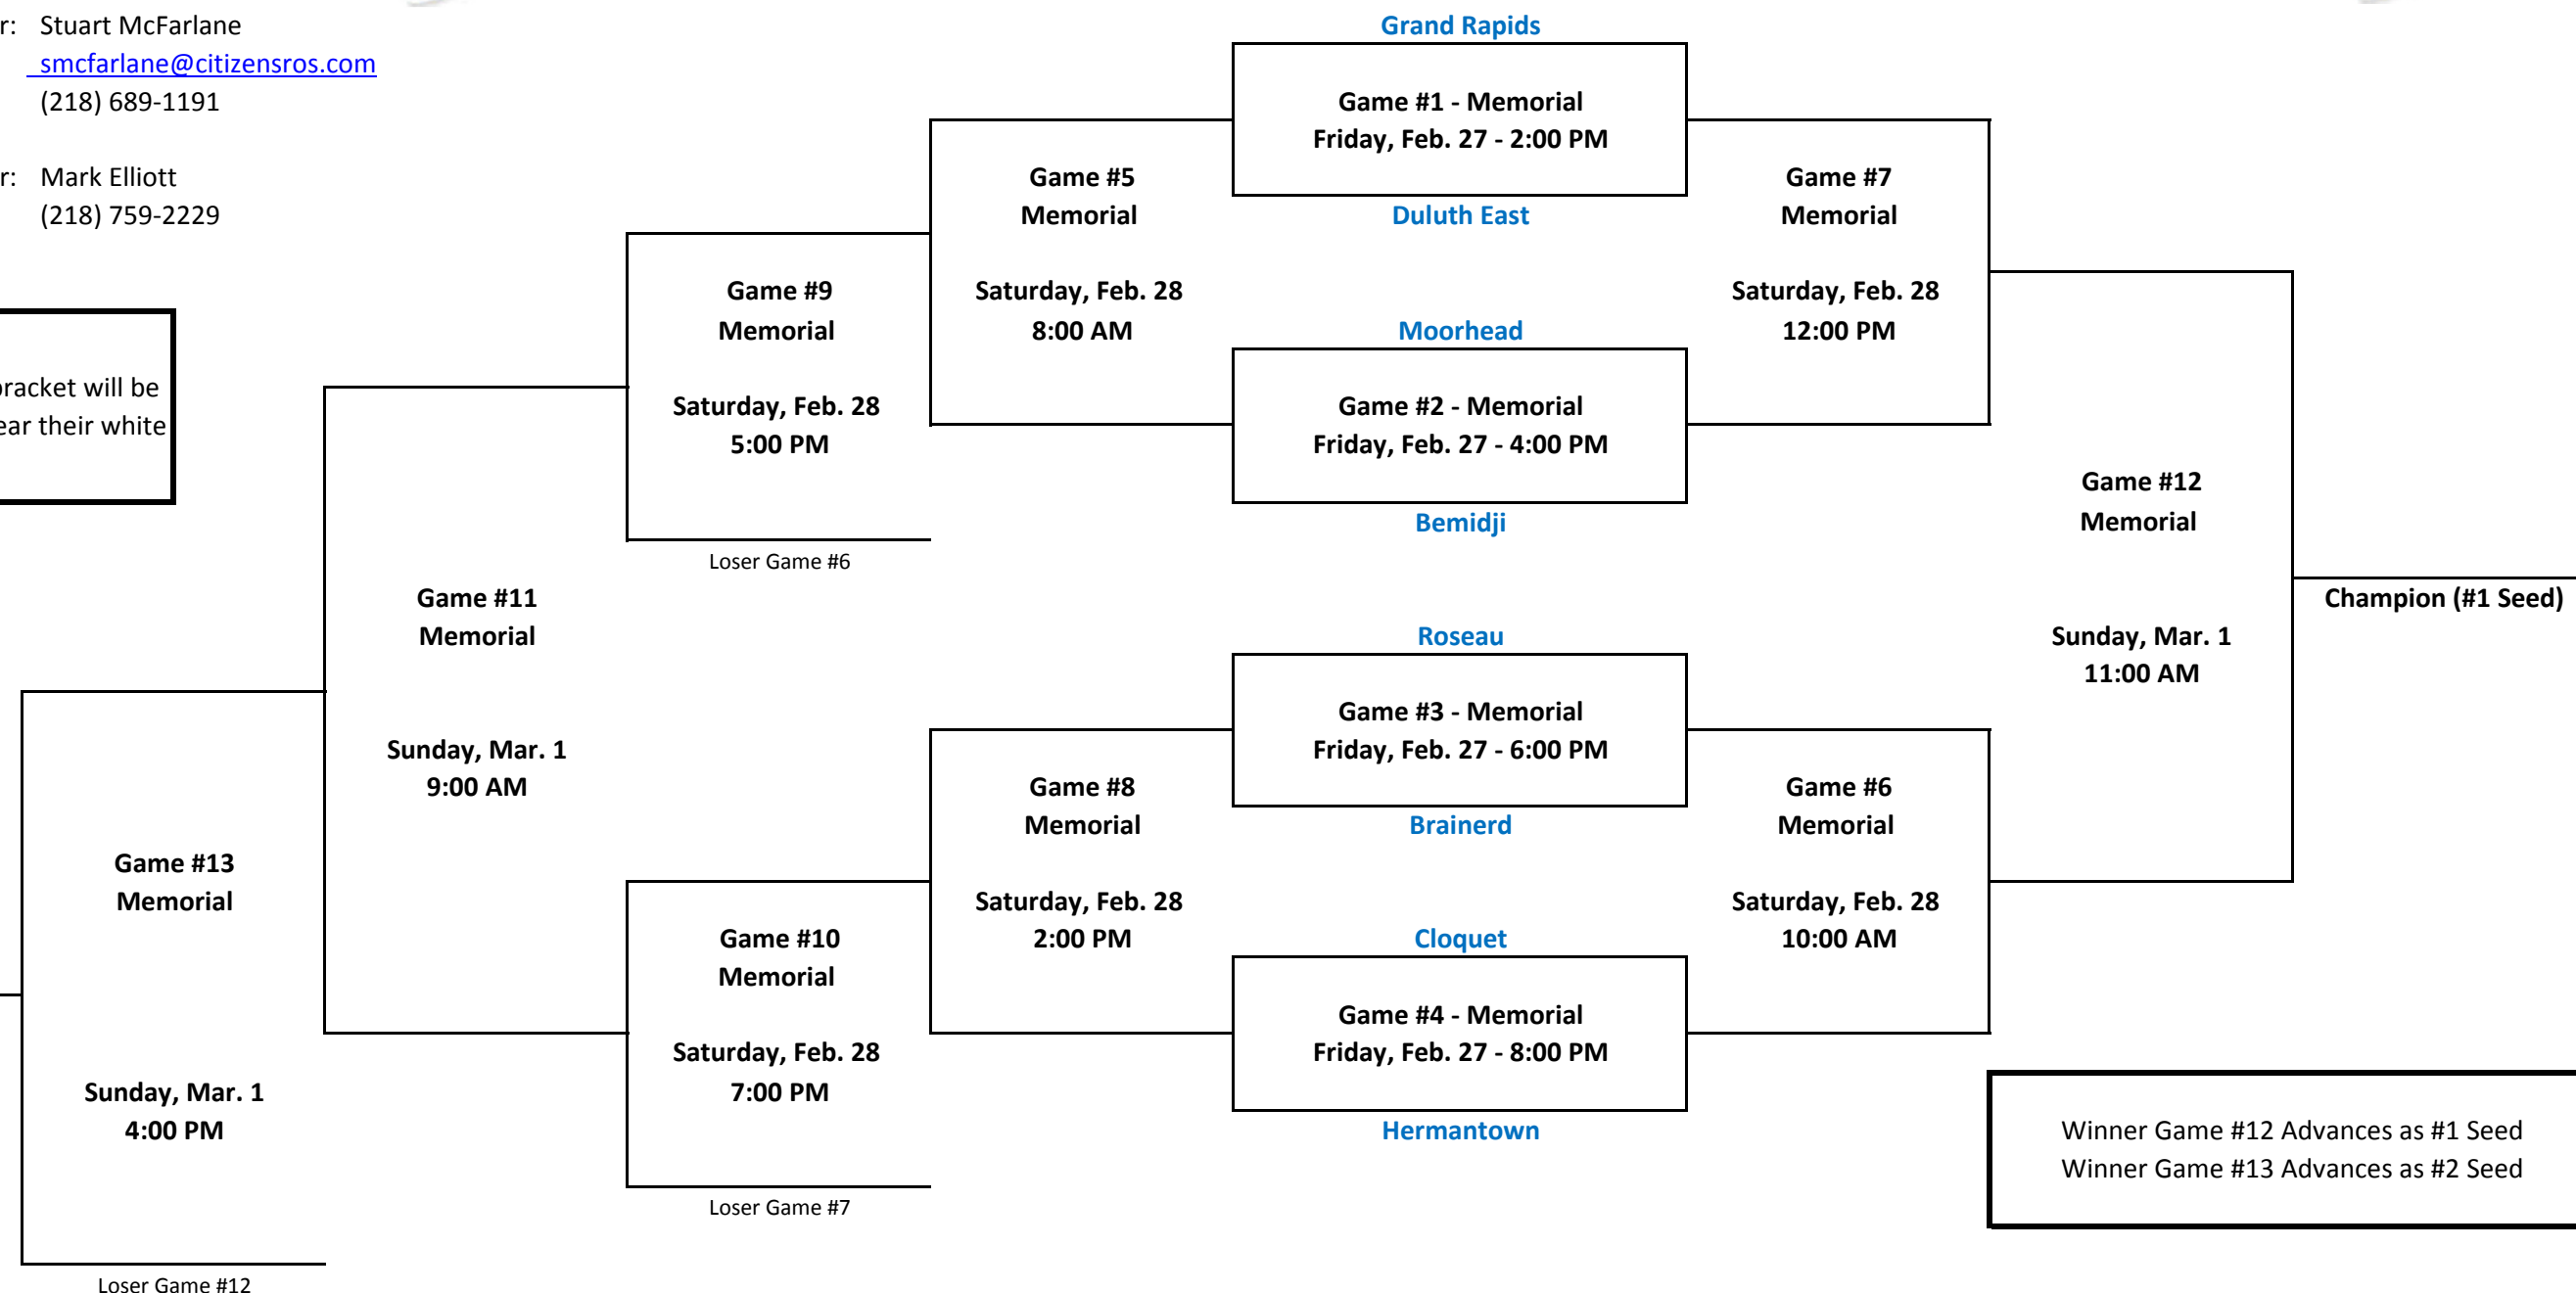 r: Stuart McFarlane
smcfarlane@citizensros.com
(218) 689-1191
r: Mark Elliott
(218) 759-2229
bracket will be
ear their white
Grand Rapids
Game #1 - Memorial
Friday, Feb. 27 - 2:00 PM
Duluth East
Moorhead
Game #2 - Memorial
Friday, Feb. 27 - 4:00 PM
Bemidji
Roseau
Game #3 - Memorial
Friday, Feb. 27 - 6:00 PM
Brainerd
Cloquet
Game #4 - Memorial
Friday, Feb. 27 - 8:00 PM
Hermantown
Game #5
Memorial
Saturday, Feb. 28
8:00 AM
Game #7
Memorial
Saturday, Feb. 28
12:00 PM
Game #9
Memorial
Saturday, Feb. 28
5:00 PM
Loser Game #6
Game #11
Memorial
Sunday, Mar. 1
9:00 AM
Game #12
Memorial
Sunday, Mar. 1
11:00 AM
Champion (#1 Seed)
Game #8
Memorial
Saturday, Feb. 28
2:00 PM
Game #6
Memorial
Saturday, Feb. 28
10:00 AM
Game #10
Memorial
Saturday, Feb. 28
7:00 PM
Loser Game #7
Game #13
Memorial
Sunday, Mar. 1
4:00 PM
Loser Game #12
Winner Game #12 Advances as #1 Seed
Winner Game #13 Advances as #2 Seed